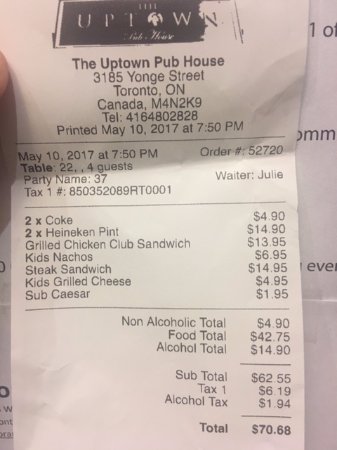 THE
UPTOWN
Pub House
The Uptown Pub House
3185 Yonge Street
Toronto, ON
Canada, M4N2K9
Tel: 4164802828
Printed May 10, 2017 at 7:50 PM
May 10, 2017 at 7:50 PM Order #: 52720
Table: 22, , 4 guests
Party Name: 37 Waiter: Julie
Tax 1 #: 850352089RT0001
2 x Coke $4.90
2 x Heineken Pint $14.90
Grilled Chicken Club Sandwich $13.95
Kids Nachos $6.95
Steak Sandwich $14.95
Kids Grilled Cheese $4.95
Sub Caesar $1.95
Non Alcoholic Total $4.90
Food Total $42.75
Alcohol Total $14.90
Sub Total $62.55
Tax 1 $6.19
Alcohol Tax $1.94
Total $70.68
1 of
omm
ever